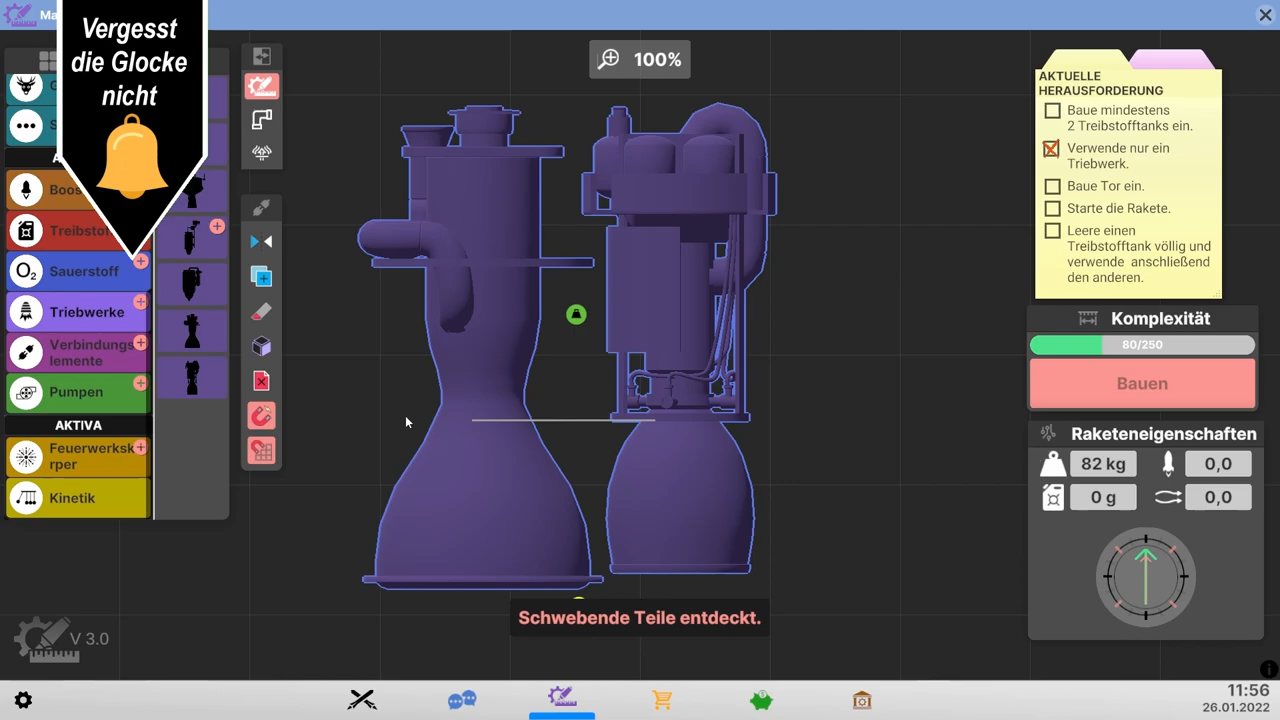 Ma
Vergesst
die Glocke
nicht
100%
G
S
A
Boos
Treibstof
O2
Sauerstoff
Triebwerke
Verbindungs
lemente
Pumpen
AKTIVA
Feuerwerksk
rper
Kinetik
AKTUELLE
HERAUSFORDERUNG
Baue mindestens
2 Treibstofftanks ein.
Verwende nur ein
Triebwerk.
Baue Tor ein.
Starte die Rakete.
Leere einen
Treibstofftank völlig und
verwende anschließend
den anderen.
Komplexität
80/250
Bauen
Raketeneigenschaften
82 kg
0,0
0 g
0,0
Schwebende Teile entdeckt.
V 3.0
11:56
26.01.2022